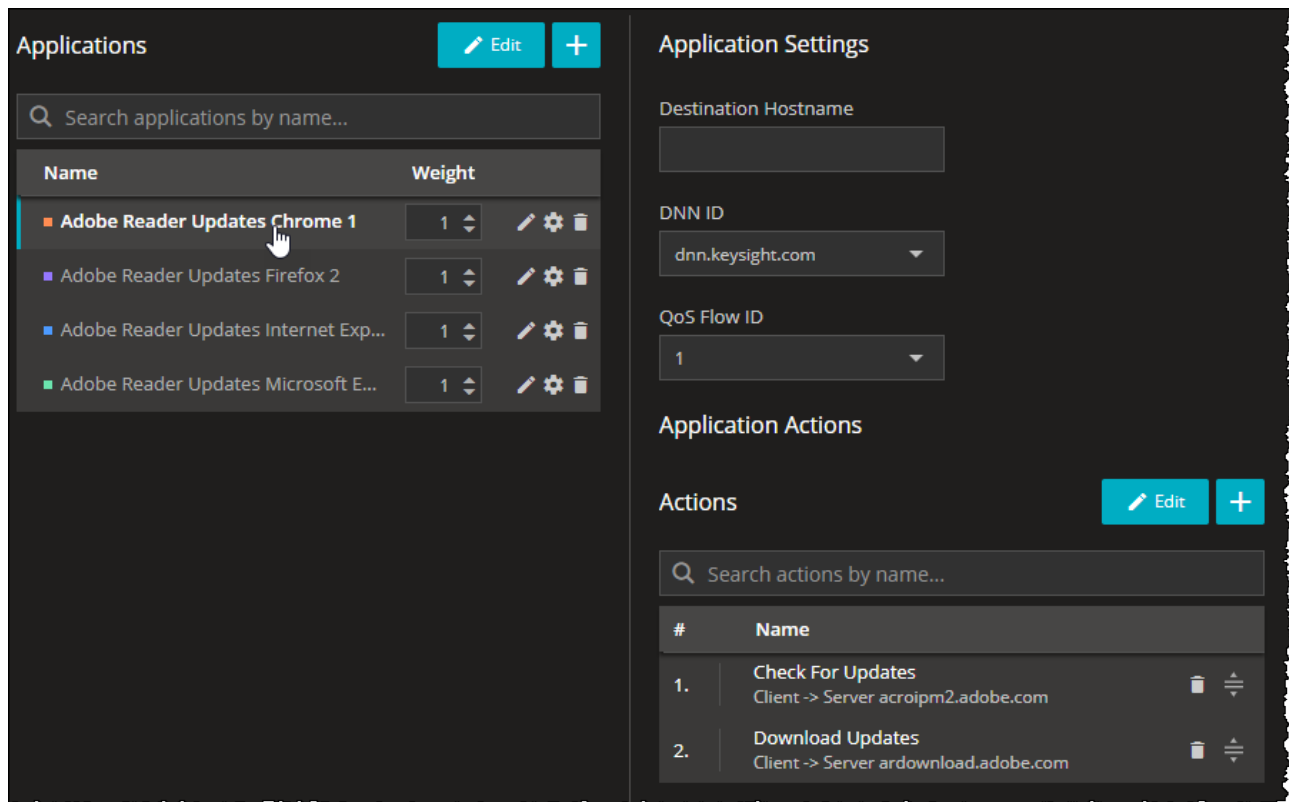 Applications
Edit
Search applications by name...
Name Weight
Adobe Reader Updates Chrome 1 1
Adobe Reader Updates Firefox 2 1
Adobe Reader Updates Internet Exp... 1
Adobe Reader Updates Microsoft E... 1
Application Settings
Destination Hostname
DNN ID
dnn.keysight.com
QoS Flow ID
1
Application Actions
Actions
Edit
Search actions by name...
# Name
1. Check For Updates
Client -> Server acroipm2.adobe.com
2. Download Updates
Client -> Server ardownload.adobe.com